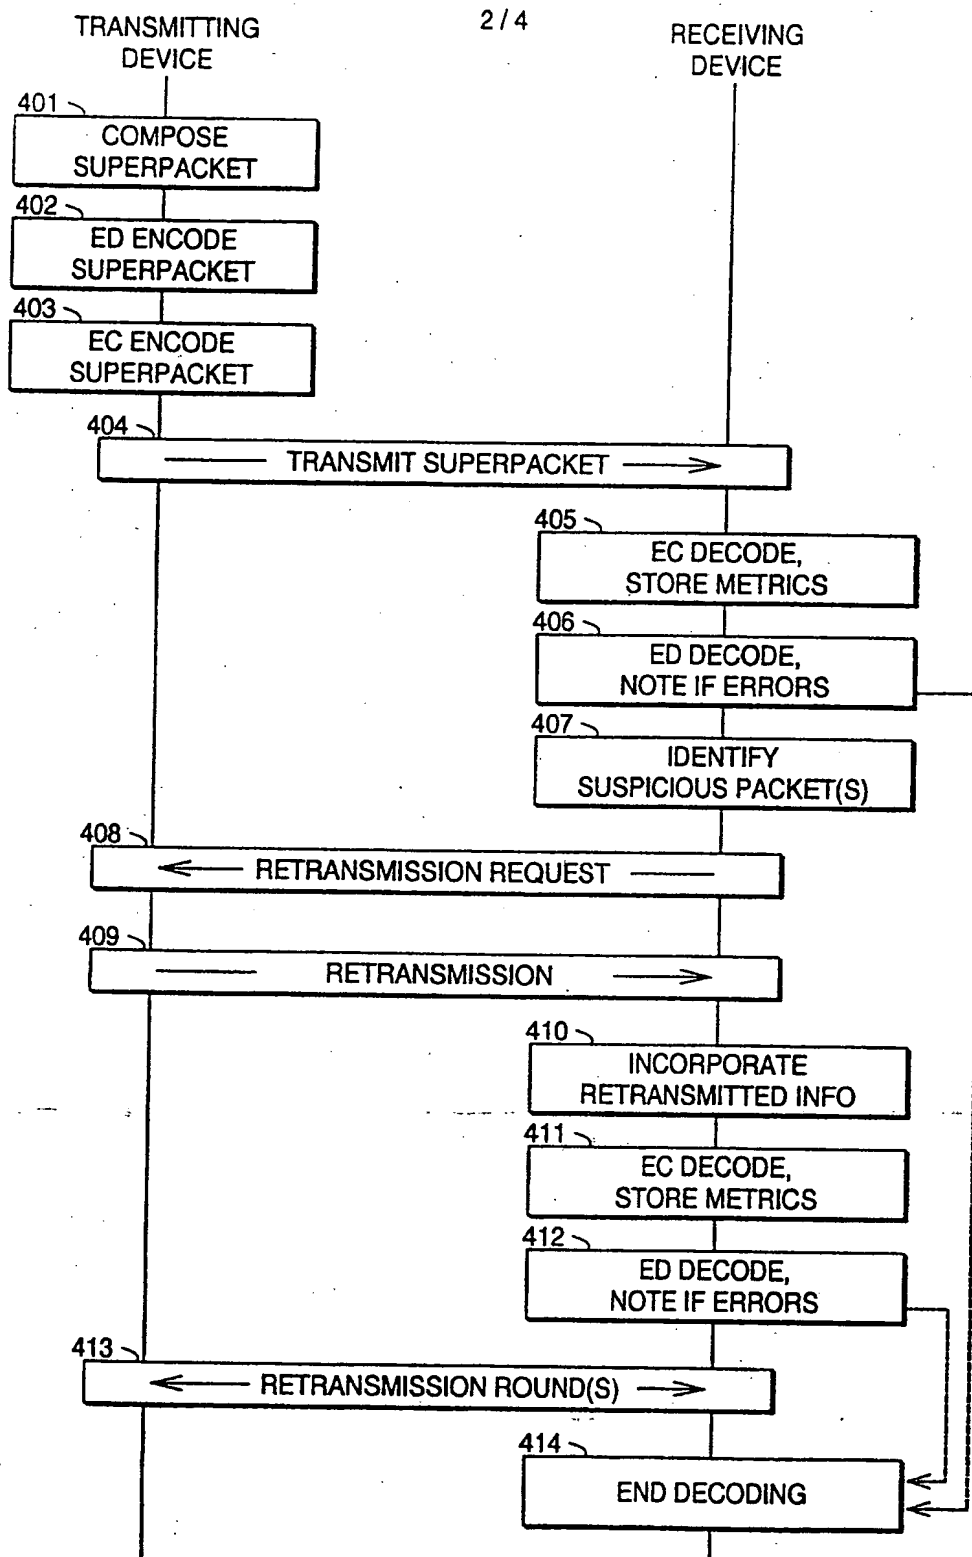 2/4
TRANSMITTING
DEVICE
RECEIVING
DEVICE
401
COMPOSE
SUPERPACKET
402
ED ENCODE
SUPERPACKET
403
EC ENCODE
SUPERPACKET
404
TRANSMIT SUPERPACKET
405
EC DECODE,
STORE METRICS
406
ED DECODE,
NOTE IF ERRORS
407
IDENTIFY
SUSPICIOUS PACKET(S)
408
RETRANSMISSION REQUEST
409
RETRANSMISSION
410
INCORPORATE
RETRANSMITTED INFO
411
EC DECODE,
STORE METRICS
412
ED DECODE,
NOTE IF ERRORS
413
RETRANSMISSION ROUND(S)
414
END DECODING